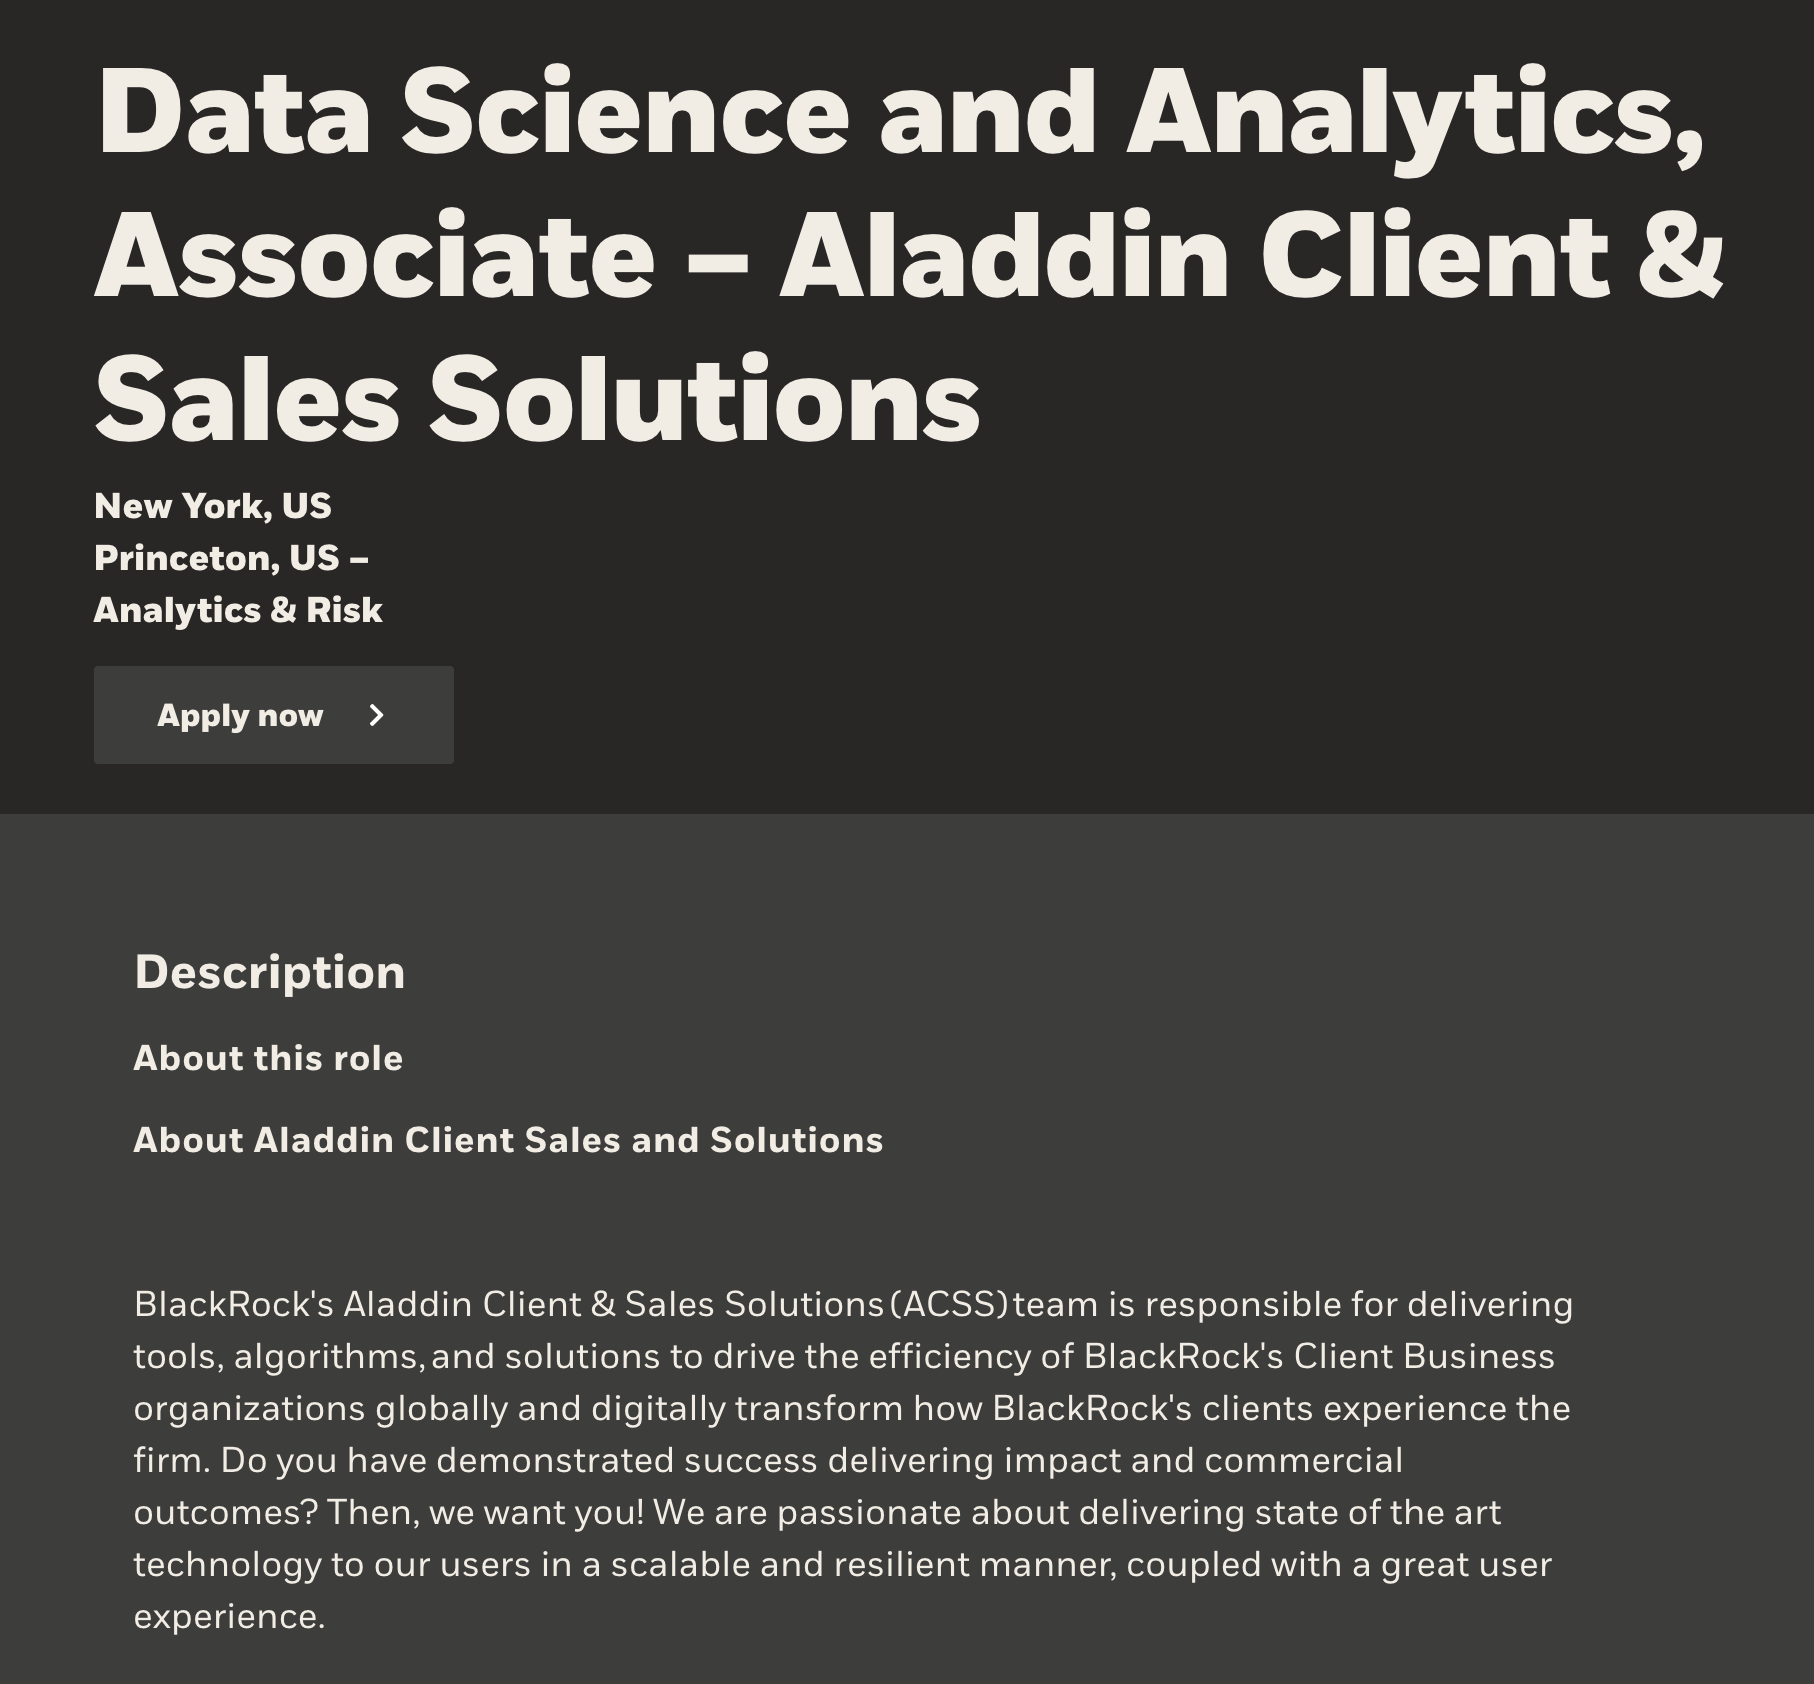 Data Science and Analytics,
Associate – Aladdin Client &
Sales Solutions
New York, US
Princeton, US –
Analytics & Risk
Apply now
Description
About this role
About Aladdin Client Sales and Solutions
BlackRock's Aladdin Client & Sales Solutions (ACSS) team is responsible for delivering
tools, algorithms, and solutions to drive the efficiency of BlackRock's Client Business
organizations globally and digitally transform how BlackRock's clients experience the
firm. Do you have demonstrated success delivering impact and commercial
outcomes? Then, we want you! We are passionate about delivering state of the art
technology to our users in a scalable and resilient manner, coupled with a great user
experience.